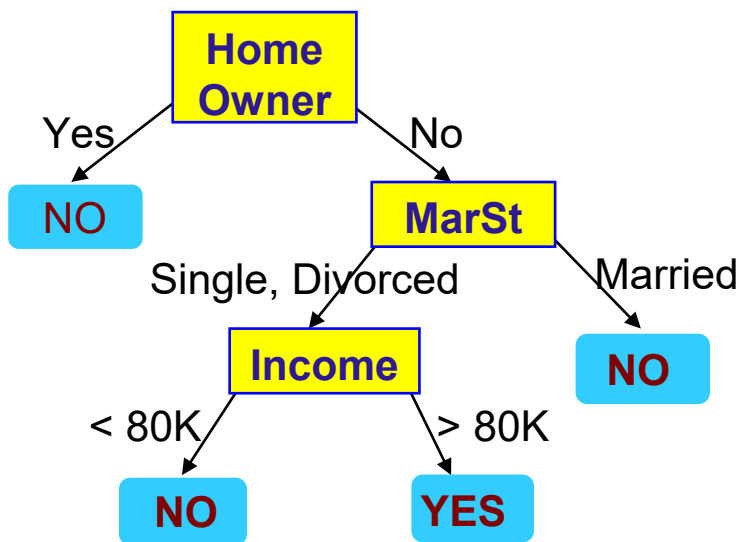 Home
Owner
Yes
No
NO
MarSt
Single, Divorced
Married
Income
NO
< 80K
> 80K
NO
YES